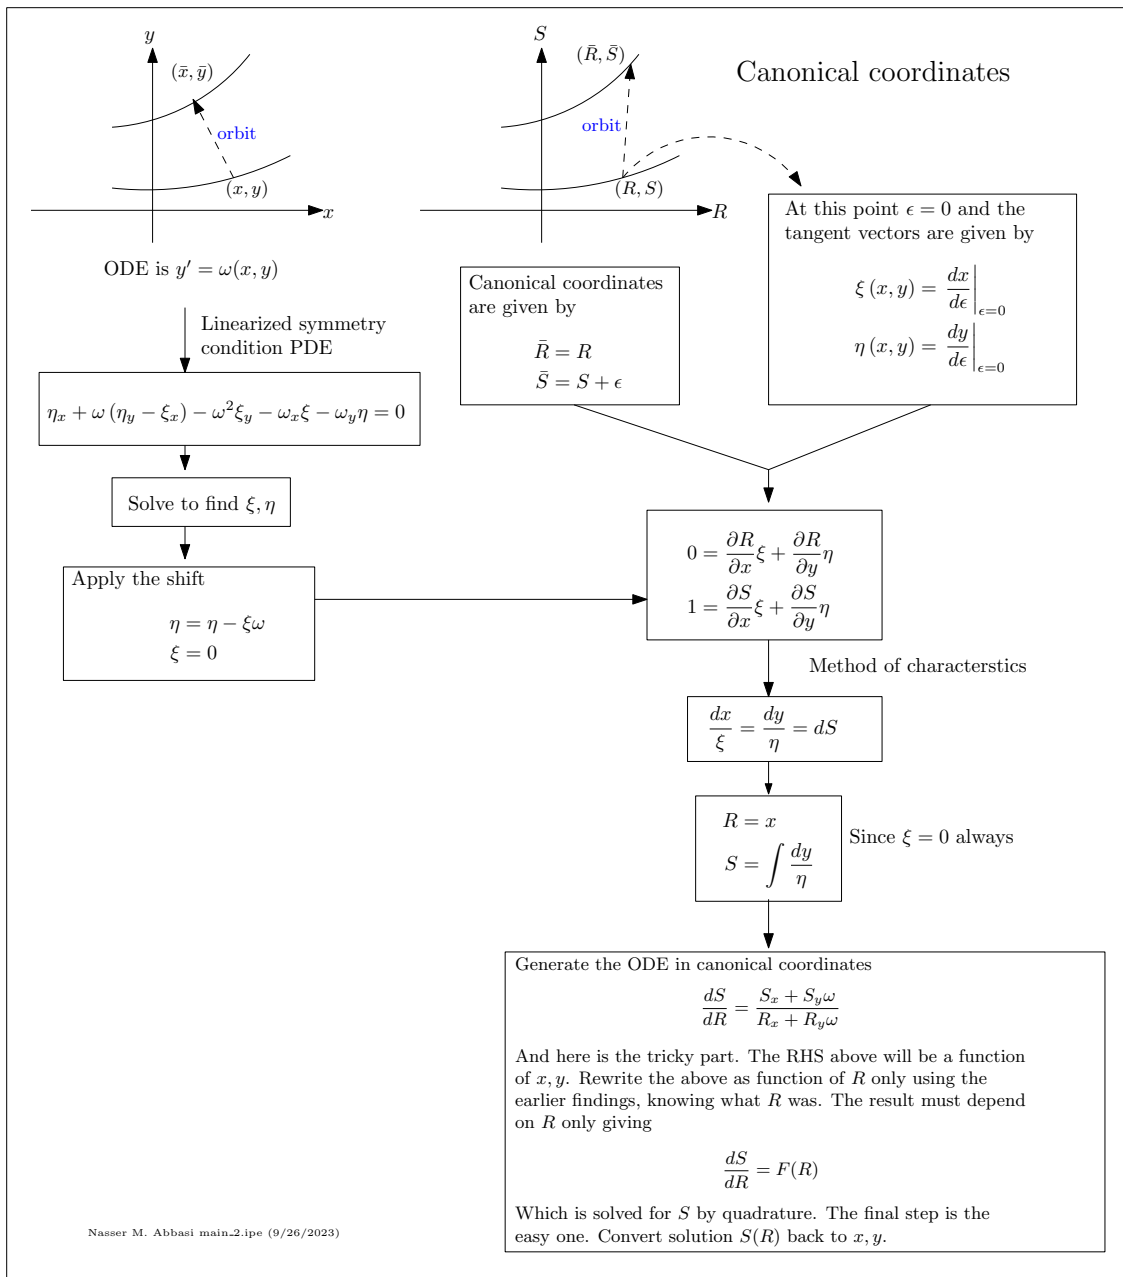 Canonical coordinates
y
(x̄, ȳ)
orbit
(x, y)
x
S
(R̄, S̄)
orbit
(R, S)
R
ODE is y′ = ω(x, y)
Linearized symmetry
condition PDE
η_x + ω (η_y − ξ_x) − ω²ξ_y − ω_xξ − ω_yη = 0
Solve to find ξ, η
Apply the shift
η = η − ξω
ξ = 0
Canonical coordinates
are given by
R̄ = R
S̄ = S + ϵ
At this point ϵ = 0 and the
tangent vectors are given by
ξ (x, y) = dx/dϵ|_{ϵ=0}
η (x, y) = dy/dϵ|_{ϵ=0}
0 = ∂R/∂x ξ + ∂R/∂y η
1 = ∂S/∂x ξ + ∂S/∂y η
Method of characterstics
dx/ξ = dy/η = dS
R = x
S = ∫ dy/η
Since ξ = 0 always
Generate the ODE in canonical coordinates
dS/dR = (S_x + S_yω)/(R_x + R_yω)
And here is the tricky part. The RHS above will be a function
of x, y. Rewrite the above as function of R only using the
earlier findings, knowing what R was. The result must depend
on R only giving
dS/dR = F(R)
Which is solved for S by quadrature. The final step is the
easy one. Convert solution S(R) back to x, y.
Nasser M. Abbasi main_2.ipe (9/26/2023)